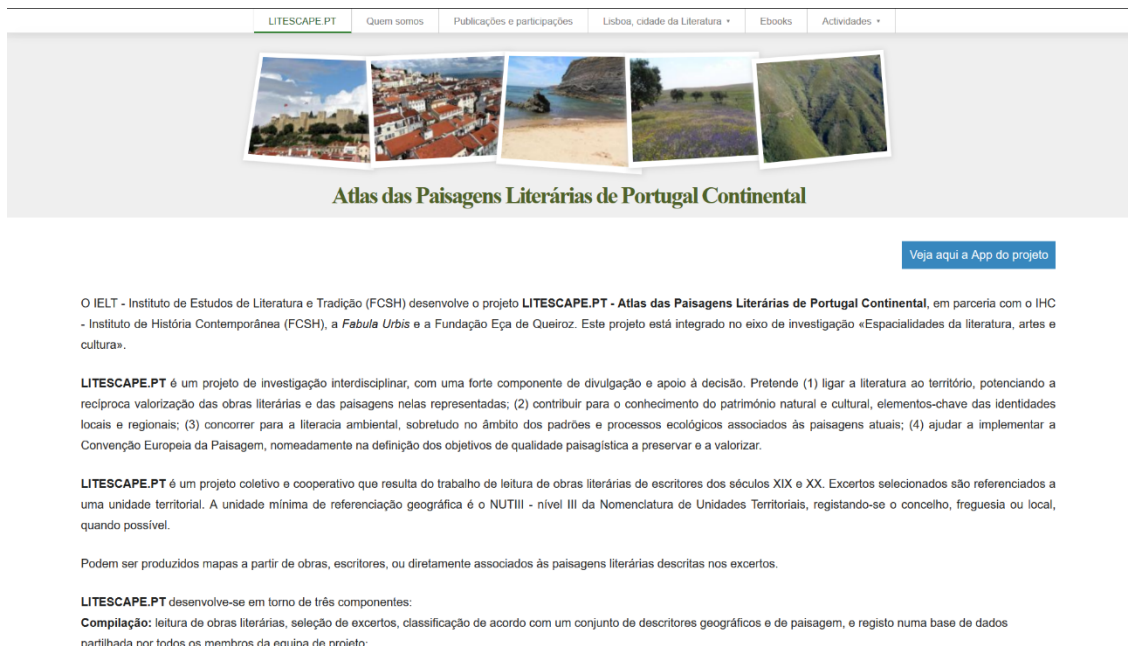 LITESCAPE.PT
Quem somos
Publicações e participações
Lisboa, cidade da Literatura
Ebooks
Actividades
Atlas das Paisagens Literárias de Portugal Continental
Veja aqui a App do projeto
O IELT - Instituto de Estudos de Literatura e Tradição (FCSH) desenvolve o projeto LITESCAPE.PT - Atlas das Paisagens Literárias de Portugal Continental, em parceria com o IHC
- Instituto de História Contemporânea (FCSH), a Fabula Urbis e a Fundação Eça de Queiroz. Este projeto está integrado no eixo de investigação «Espacialidades da literatura, artes e
cultura».
LITESCAPE.PT é um projeto de investigação interdisciplinar, com uma forte componente de divulgação e apoio à decisão. Pretende (1) ligar a literatura ao território, potenciando a
recíproca valorização das obras literárias e das paisagens nelas representadas; (2) contribuir para o conhecimento do património natural e cultural, elementos-chave das identidades
locais e regionais; (3) concorrer para a literacia ambiental, sobretudo no âmbito dos padrões e processos ecológicos associados às paisagens atuais; (4) ajudar a implementar a
Convenção Europeia da Paisagem, nomeadamente na definição dos objetivos de qualidade paisagística a preservar e a valorizar.
LITESCAPE.PT é um projeto coletivo e cooperativo que resulta do trabalho de leitura de obras literárias de escritores dos séculos XIX e XX. Excertos selecionados são referenciados a
uma unidade territorial. A unidade mínima de referenciação geográfica é o NUTIII - nível III da Nomenclatura de Unidades Territoriais, registando-se o concelho, freguesia ou local,
quando possível.
Podem ser produzidos mapas a partir de obras, escritores, ou diretamente associados às paisagens literárias descritas nos excertos.
LITESCAPE.PT desenvolve-se em torno de três componentes:
Compilação: leitura de obras literárias, seleção de excertos, classificação de acordo com um conjunto de descritores geográficos e de paisagem, e registo numa base de dados
partilhada por todos os membros da equipa de projeto;